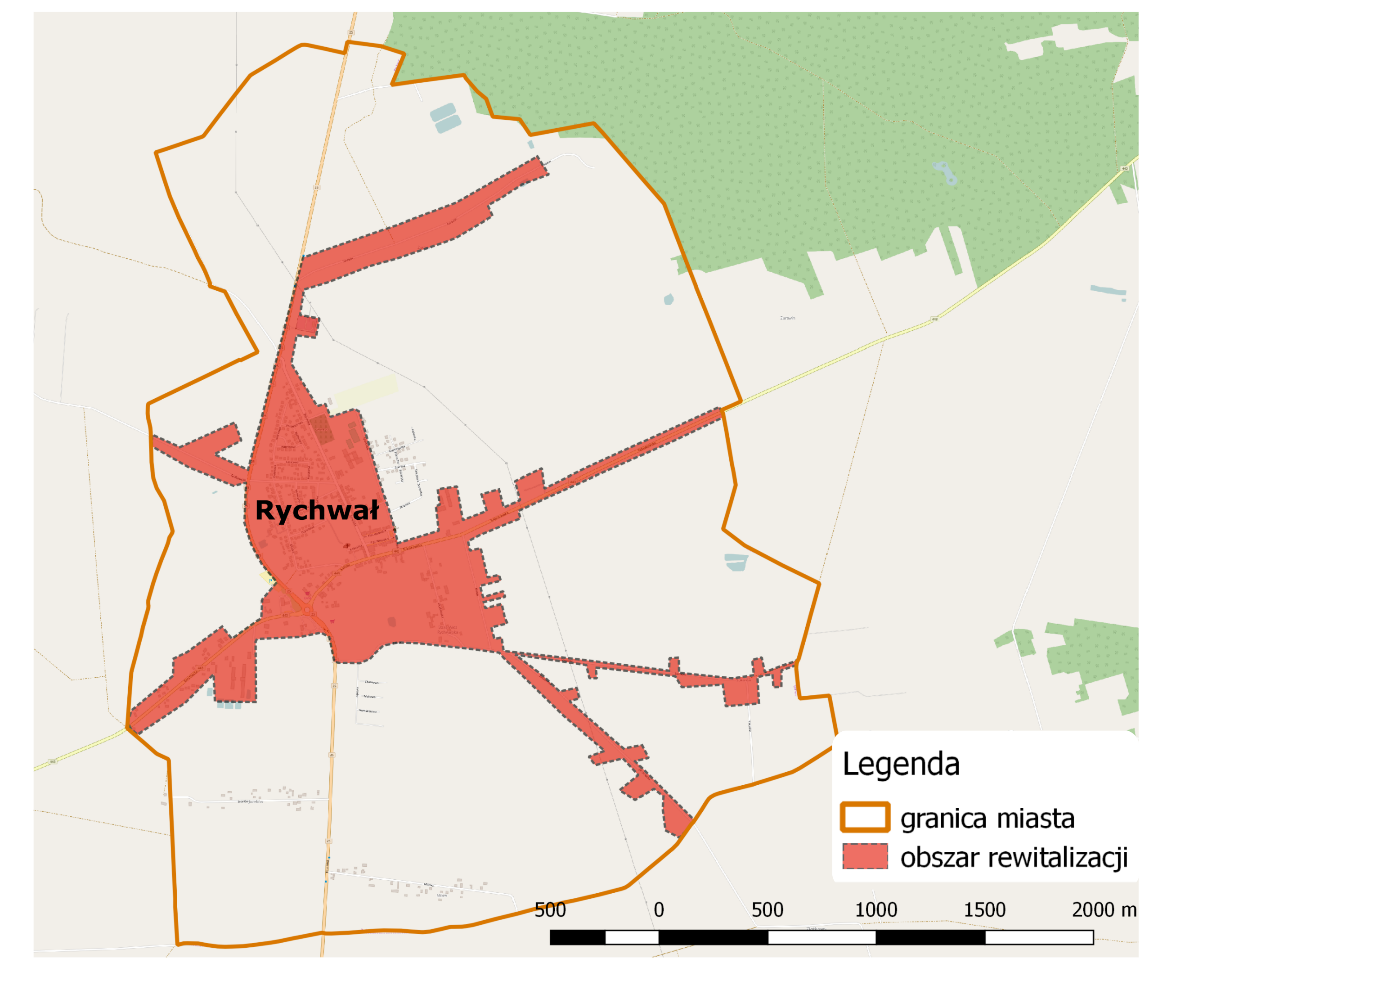 Rychwał
Legenda
granica miasta
obszar rewitalizacji
500 0 500 1000 1500 2000 m